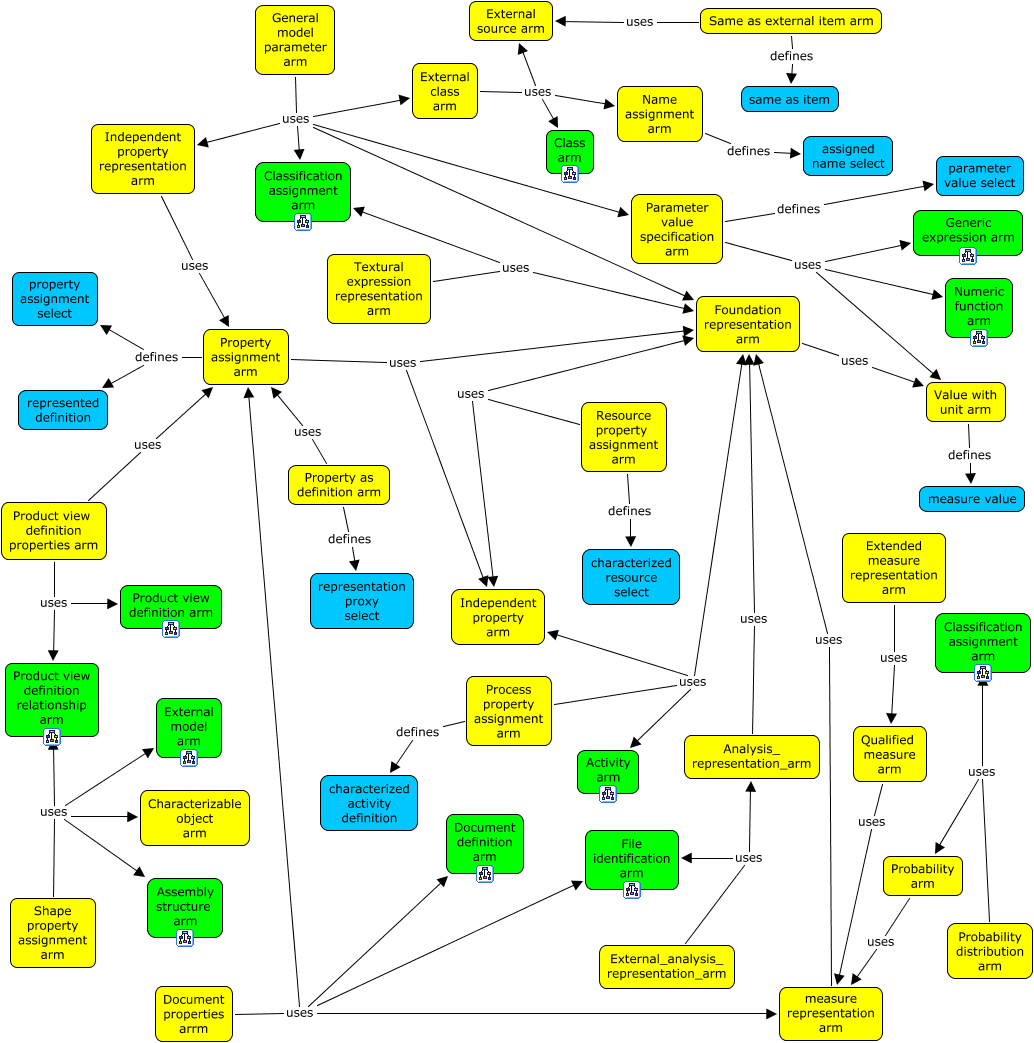 General
model
parameter
arm
External
source arm
uses
Same as external item arm
defines
same as item
External
class
arm
uses
Name
assignment
arm
defines
assigned
name select
Class
arm
uses
Independent
property
representation
arm
Classification
assignment
arm
parameter
value select
Parameter
value
specification
arm
defines
Generic
expression arm
uses
Numeric
function
arm
uses
Textural
expression
representation
arm
uses
property
assignment
select
Foundation
representation
arm
defines
Property
assignment
arm
uses
uses
represented
definition
uses
Value with
unit arm
Resource
property
assignment
arm
uses
uses
defines
measure value
Property as
definition arm
Product view
definition
properties arm
defines
defines
representation
proxy
select
characterized
resource
select
Extended
measure
representation
arm
uses
Product view
definition arm
Independent
property
arm
uses
uses
Classification
assignment
arm
uses
Product view
definition
relationship
arm
Process
property
assignment
arm
uses
External
model
arm
defines
Analysis_
representation_arm
Qualified
measure
arm
Activity
arm
uses
characterized
activity
definition
uses
Characterizable
object
arm
Document
definition
arm
File
identification
arm
uses
uses
Probability
arm
Assembly
structure
arm
Shape
property
assignment
arm
uses
Probability
distribution
arm
External_analysis_
representation_arm
Document
properties
arrm
uses
measure
representation
arm